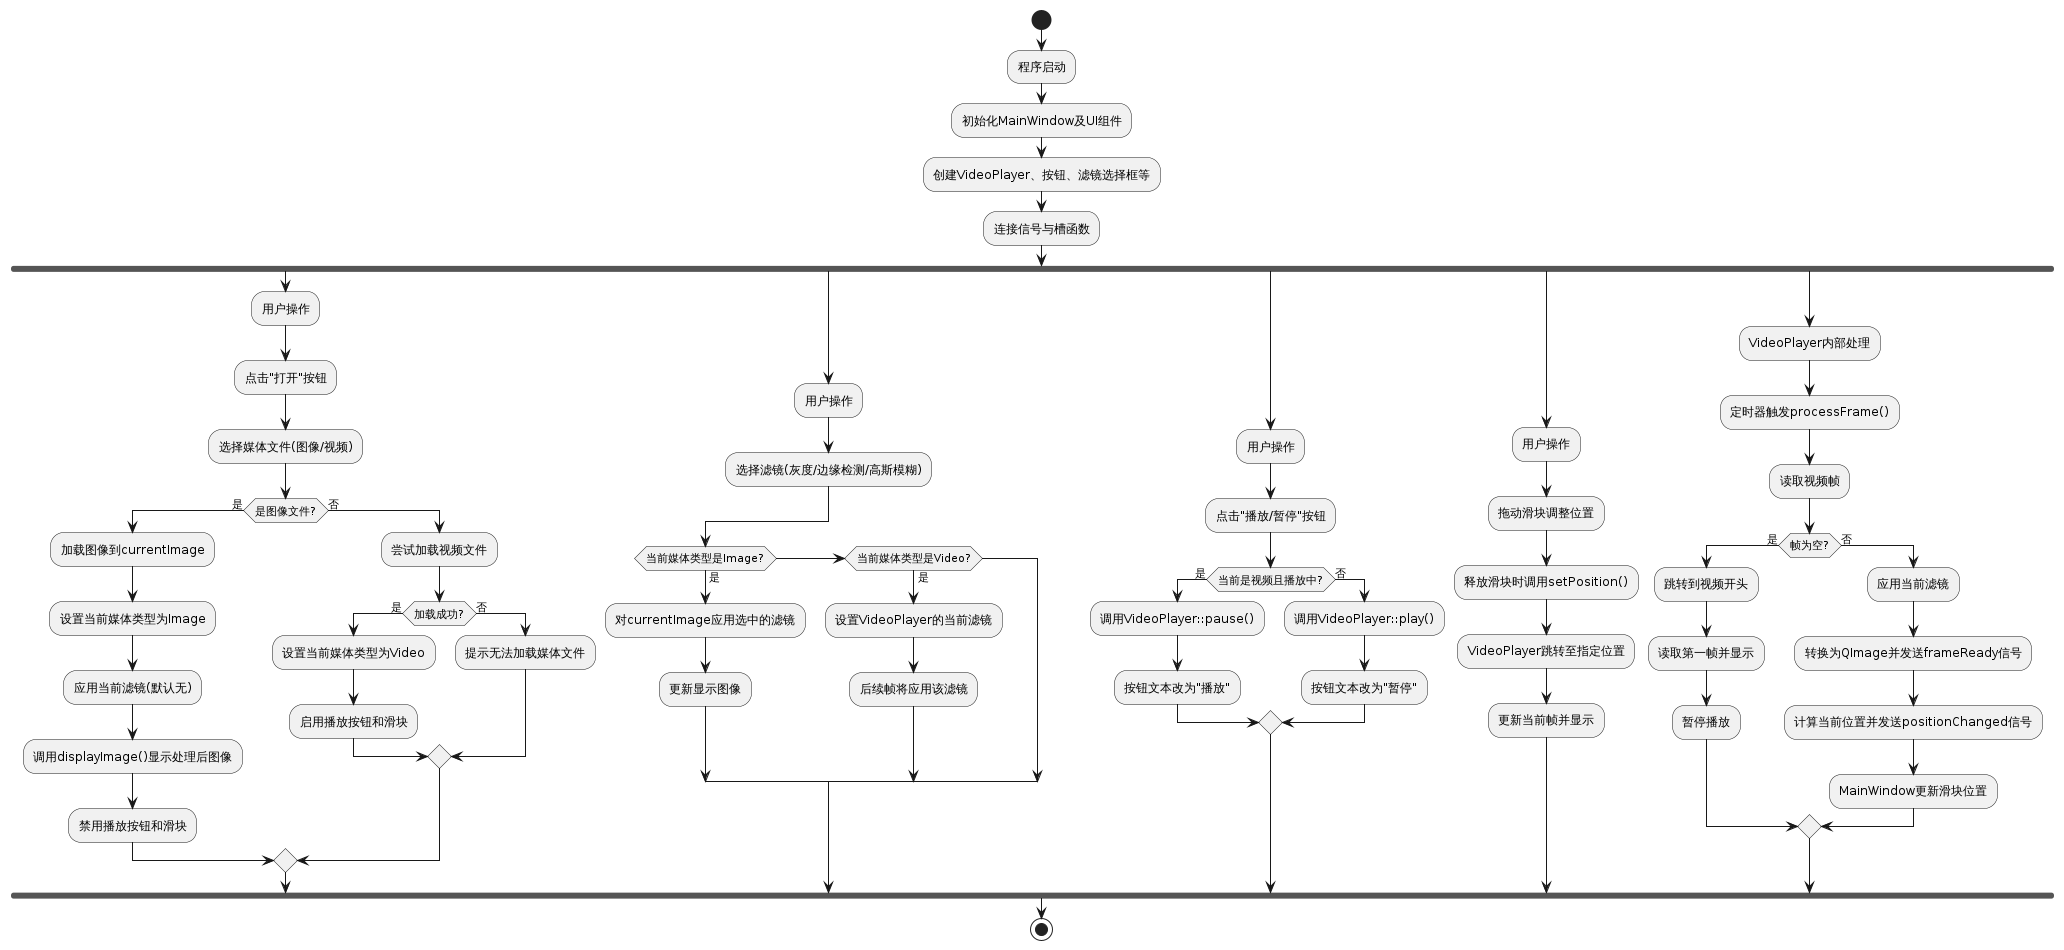 程序启动
初始化MainWindow及UI组件
创建VideoPlayer、按钮、滤镜选择框等
连接信号与槽函数
用户操作
点击"打开"按钮
选择媒体文件(图像/视频)
是
是图像文件?
否
加载图像到currentImage
设置当前媒体类型为Image
应用当前滤镜(默认无)
调用displayImage()显示处理后图像
禁用播放按钮和滑块
尝试加载视频文件
是
加载成功?
否
设置当前媒体类型为Video
启用播放按钮和滑块
提示无法加载媒体文件
用户操作
选择滤镜(灰度/边缘检测/高斯模糊)
当前媒体类型是Image?
是
对currentImage应用选中的滤镜
更新显示图像
当前媒体类型是Video?
是
设置VideoPlayer的当前滤镜
后续帧将应用该滤镜
用户操作
点击"播放/暂停"按钮
是
当前是视频且播放中?
否
调用VideoPlayer::pause()
按钮文本改为"播放"
调用VideoPlayer::play()
按钮文本改为"暂停"
用户操作
拖动滑块调整位置
释放滑块时调用setPosition()
VideoPlayer跳转至指定位置
更新当前帧并显示
VideoPlayer内部处理
定时器触发processFrame()
读取视频帧
是
帧为空?
否
跳转到视频开头
读取第一帧并显示
暂停播放
应用当前滤镜
转换为QImage并发送frameReady信号
计算当前位置并发送positionChanged信号
MainWindow更新滑块位置